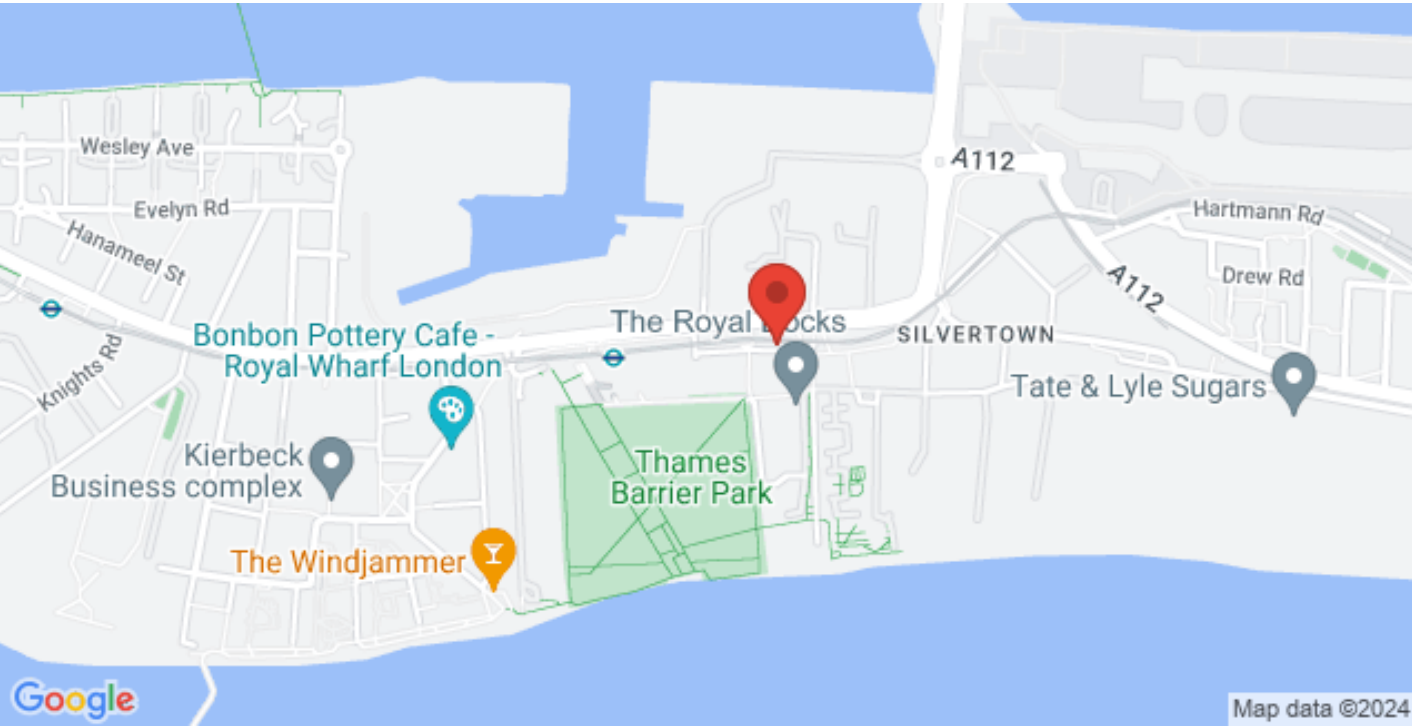 Wesley Ave
A112
Evelyn Rd
Hartmann Rd
Hanameel St
Drew Rd
A112
The Royal Docks
Bonbon Pottery Cafe -
Royal Wharf London
SILVERTOWN
Knights Rd
Tate & Lyle Sugars
Kierbeck
Business complex
Thames
Barrier Park
The Windjammer
Google
Map data ©2024